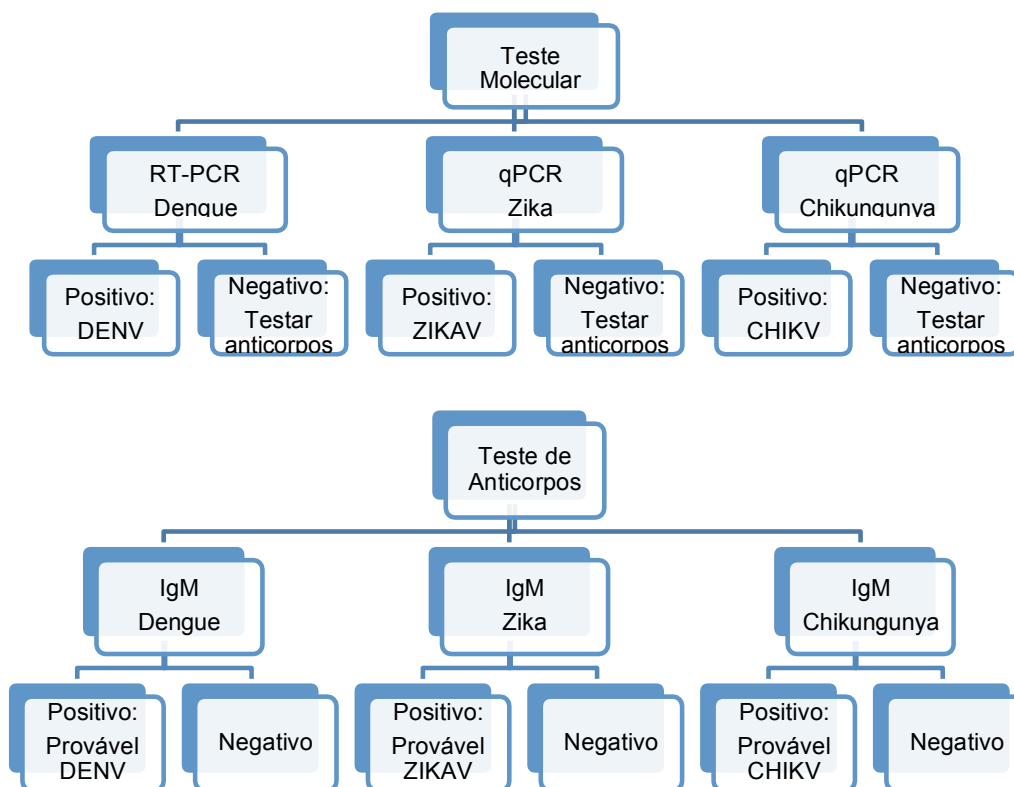 Teste
Molecular
RT-PCR
Dengue
qPCR
Zika
qPCR
Chikungunya
Positivo:
DENV
Negativo:
Testar
anticorpos
Positivo:
ZIKAV
Negativo:
Testar
anticorpos
Positivo:
CHIKV
Negativo:
Testar
anticorpos
Teste de
Anticorpos
IgM
Dengue
IgM
Zika
IgM
Chikungunya
Positivo:
Provável
DENV
Negativo
Positivo:
Provável
ZIKAV
Negativo
Positivo:
Provável
CHIKV
Negativo